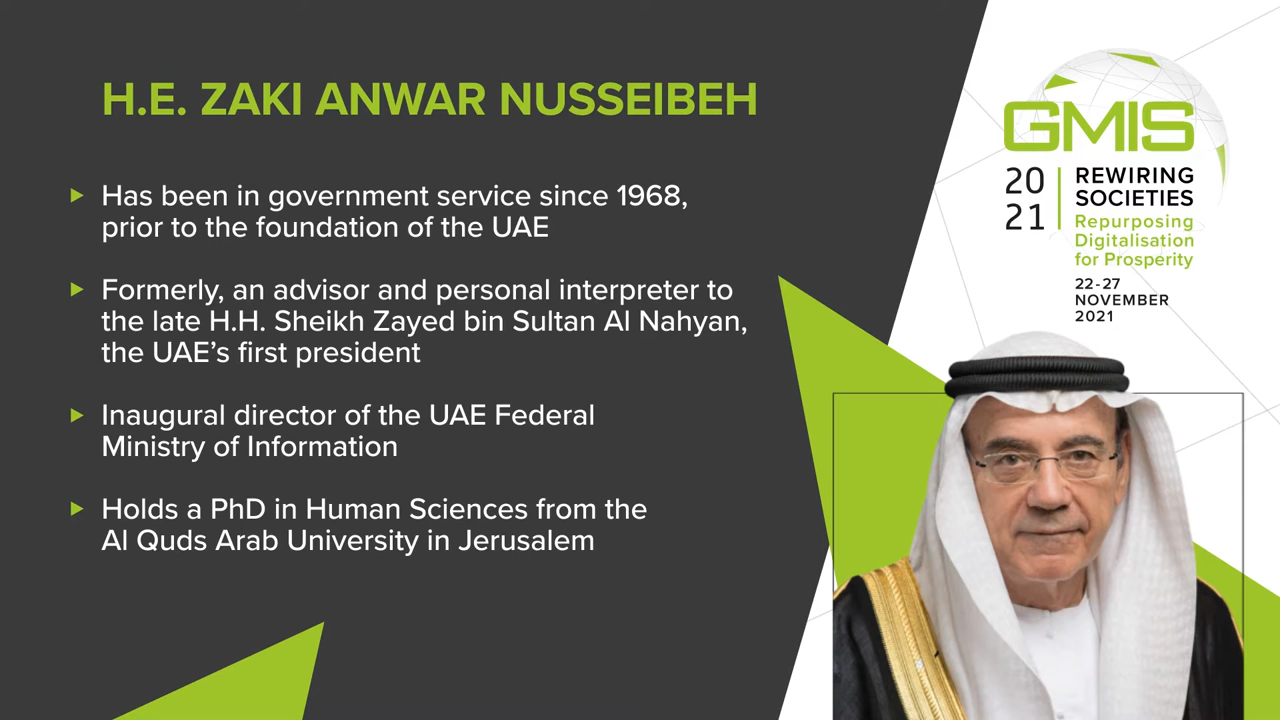 H.E. ZAKI ANWAR NUSSEIBEH
Has been in government service since 1968,
prior to the foundation of the UAE
Formerly, an advisor and personal interpreter to
the late H.H. Sheikh Zayed bin Sultan Al Nahyan,
the UAE's first president
Inaugural director of the UAE Federal
Ministry of Information
Holds a PhD in Human Sciences from the
Al Quds Arab University in Jerusalem
GMIS
20
21
REWIRING
SOCIETIES
Repurposing
Digitalisation
for Prosperity
22-27
NOVEMBER
2021